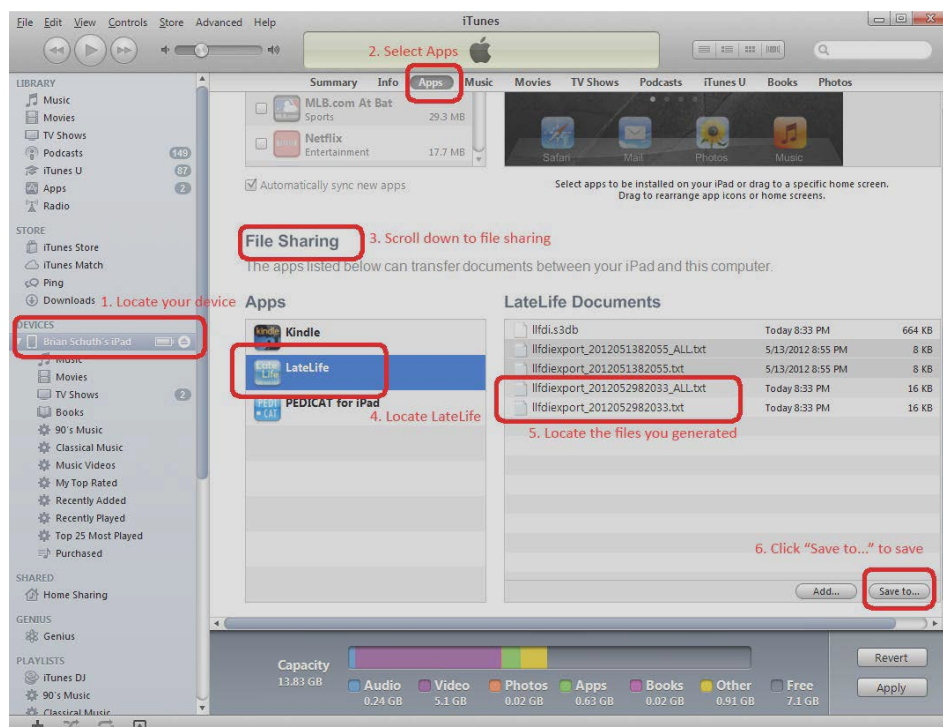 iTunes
File Edit View Controls Store Advanced Help
2. Select Apps
LIBRARY
Music
Movies
TV Shows
Podcasts 149
iTunes U 87
Apps 2
Radio
STORE
iTunes Store
iTunes Match
Ping
Downloads
1. Locate your device
DEVICES
Brian Schuth's iPad
Music
Movies
TV Shows 2
Books
90's Music
Classical Music
Music Videos
My Top Rated
Recently Added
Recently Played
Top 25 Most Played
Purchased
SHARED
Home Sharing
GENIUS
Genius
PLAYLISTS
iTunes DJ
90's Music
Classical Music
Summary Info Apps Music Movies TV Shows Podcasts iTunes U Books Photos
MLB.com At Bat
Sports 29.3 MB
Netflix
Entertainment 17.7 MB
Automatically sync new apps
Safari Mail Photos Music
Select apps to be installed on your iPad or drag to a specific home screen.
Drag to rearrange app icons or home screens.
File Sharing
3. Scroll down to file sharing
The apps listed below can transfer documents between your iPad and this computer.
Apps
kindle
Kindle
Late Life
LateLife
PEDI CAT
PEDICAT for iPad
4. Locate LateLife
LateLife Documents
llfdi.s3db Today 8:33 PM 664 KB
llfdiexport_2012051382055_ALL.txt 5/13/2012 8:55 PM 8 KB
llfdiexport_2012051382055.txt 5/13/2012 8:55 PM 8 KB
llfdiexport_2012052982033_ALL.txt Today 8:33 PM 16 KB
llfdiexport_2012052982033.txt Today 8:33 PM 16 KB
5. Locate the files you generated
6. Click "Save to..." to save
Add... Save to...
Capacity
13.83 GB
Audio
0.24 GB
Video
5.1 GB
Photos
0.02 GB
Apps
0.63 GB
Books
0.02 GB
Other
0.91 GB
Free
7.1 GB
Revert
Apply